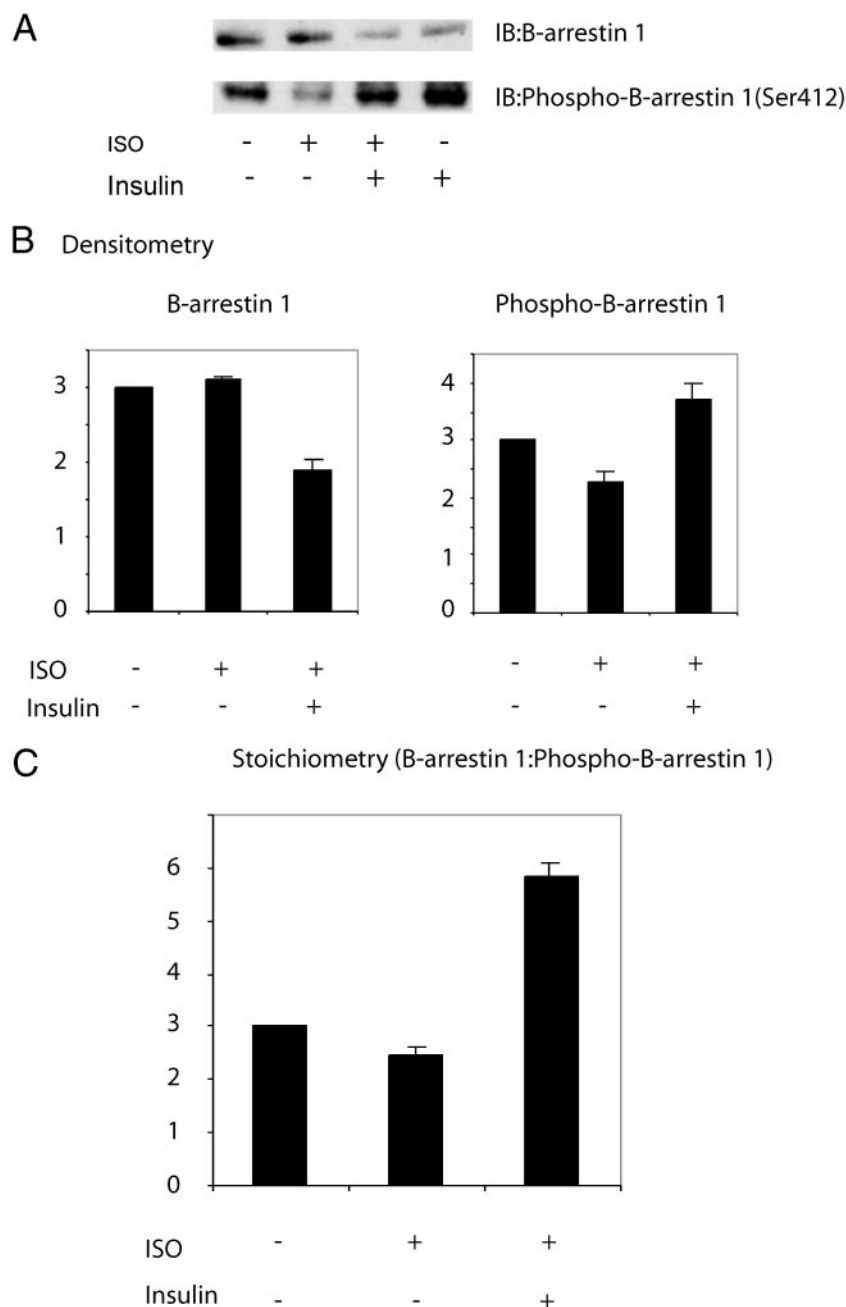 A
IB:B-arrestin 1
IB:Phospho-B-arrestin 1(Ser412)
ISO - + + -
Insulin - - + +
B Densitometry
B-arrestin 1
Phospho-B-arrestin 1
3
2
1
0
4
3
2
1
0
ISO - + + - + +
Insulin - - + - - +
C Stoichiometry (B-arrestin 1:Phospho-B-arrestin 1)
6
5
4
3
2
1
0
ISO - + +
Insulin - - +